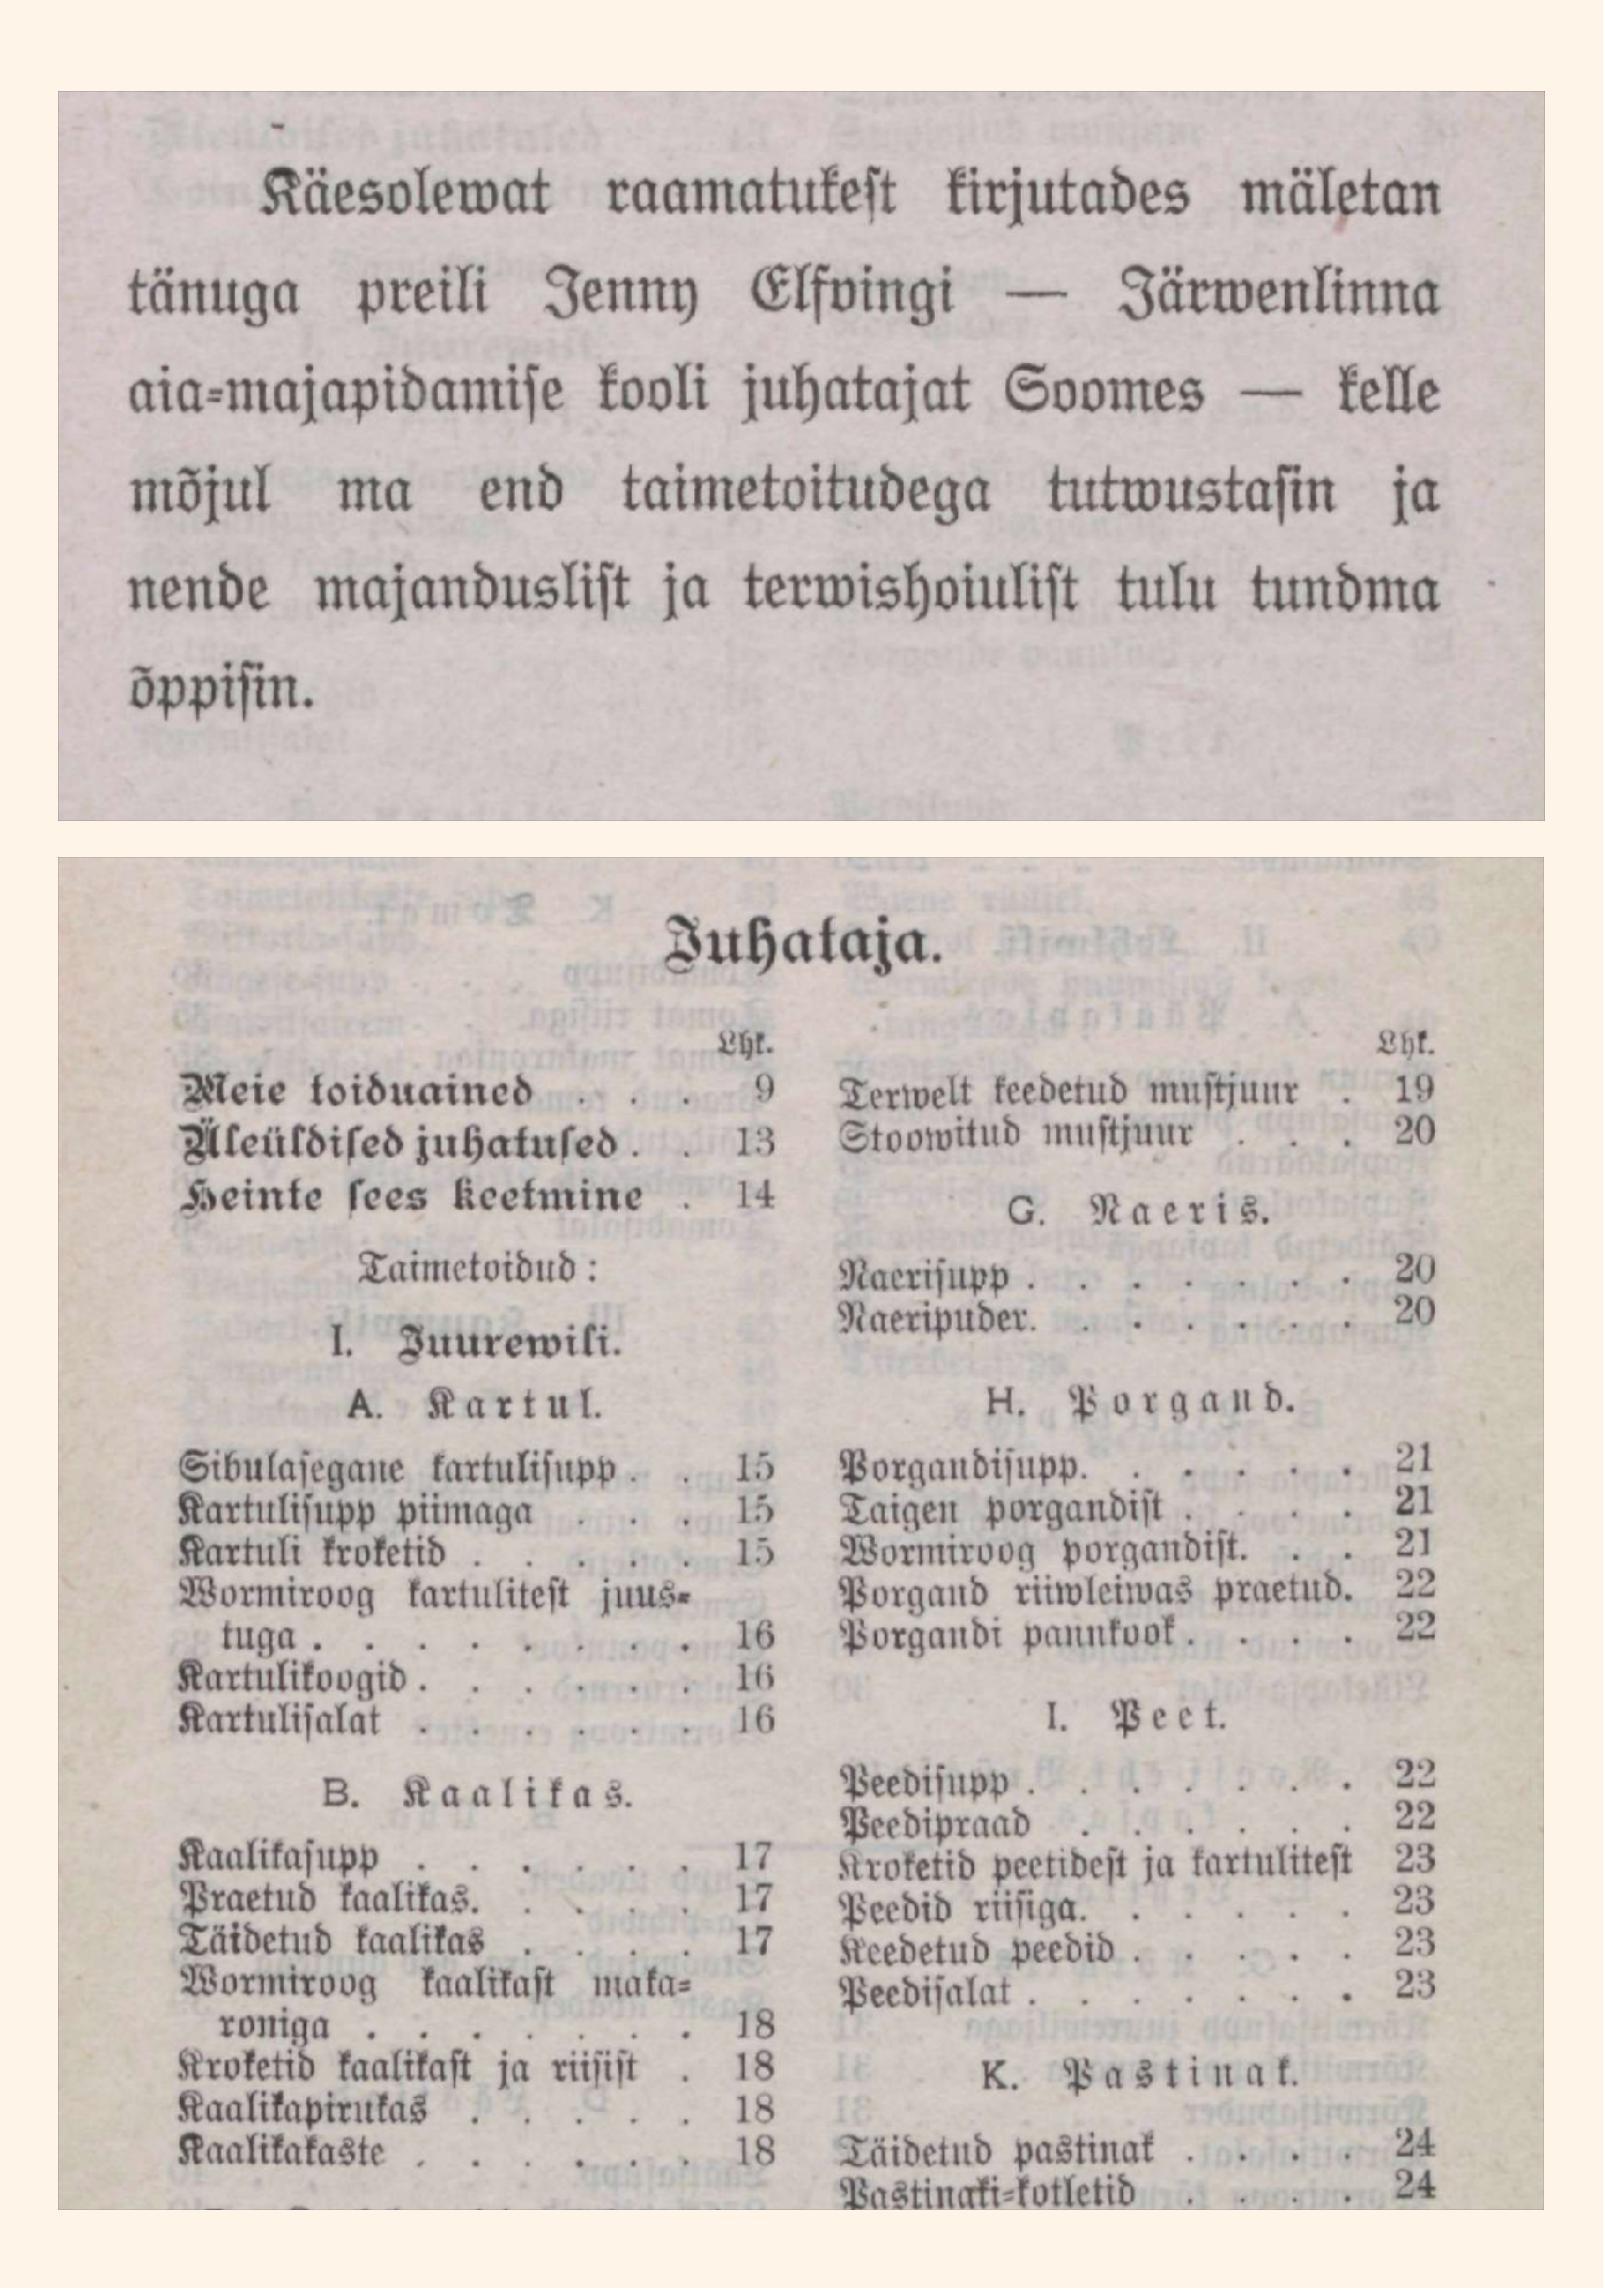 Käesolewat raamatukest kirjutades mäletan
tänuga preili Jenny Elfvingi — Järwenlinna
aia-majapidamise kooli juhatajat Soomes — kelle
mõjul ma end taimetoitudega tutwustasin ja
nende majanduslist ja terwishoiulist tulu tundma
õppisin.
Juhataja.
Lhk.
Meie toiduained . . . 9
Äleüldised juhatused . . 13
Heinte sees keetmine . 14
Taimetoidud :
I. Juurewili.
A. Kartul.
Sibulasegane kartulisupp . . 15
Kartulisupp piimaga . . . 15
Kartuli kroketid . . . . . 15
Wormiroog kartulitest juus-
tuga . . . . . . . . 16
Kartulikoogid . . . . . . 16
Kartulisalat . . . . . . 16
B. Kaalikas.
Kaalikasupp . . . . . . 17
Praetud kaalikas. . . . . 17
Täidetud kaalikas . . . . 17
Wormiroog kaalikast maka-
roniga . . . . . . . 18
Kroketid kaalikast ja riisist . 18
Kaalikapirukas . . . . . 18
Kaalikakaste . . . . . . 18
Lhk.
Terwelt keedetud mustjuur . 19
Stoowitud mustjuur . . . 20
G. Naeris.
Naerisupp . . . . . . . 20
Naeripuder. . . . . . . 20
H. Porgand.
Porgandisupp. . . . . . 21
Taigen porgandist . . . . 21
Wormiroog porgandist. . . 21
Porgand riiwleiwas praetud. 22
Porgandi pannkook . . . . 22
I. Peet.
Peedisupp . . . . . . . 22
Peedipraad . . . . . . 22
Kroketid peetidest ja kartulitest 23
Peedid riisiga. . . . . . 23
Keedetud peedid . . . . . 23
Peedisalat . . . . . . . 23
K. Pastinak.
Täidetud pastinak . . . . 24
Pastinaki-kotletid . . . . 24